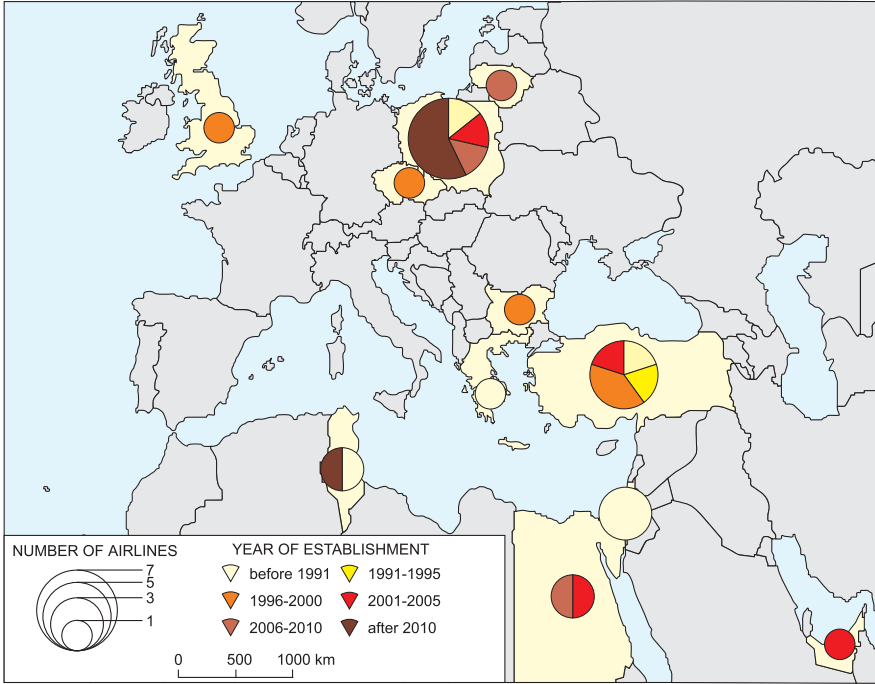 NUMBER OF AIRLINES
7
5
3
1
YEAR OF ESTABLISHMENT
before 1991
1991-1995
1996-2000
2001-2005
2006-2010
after 2010
0 500 1000 km